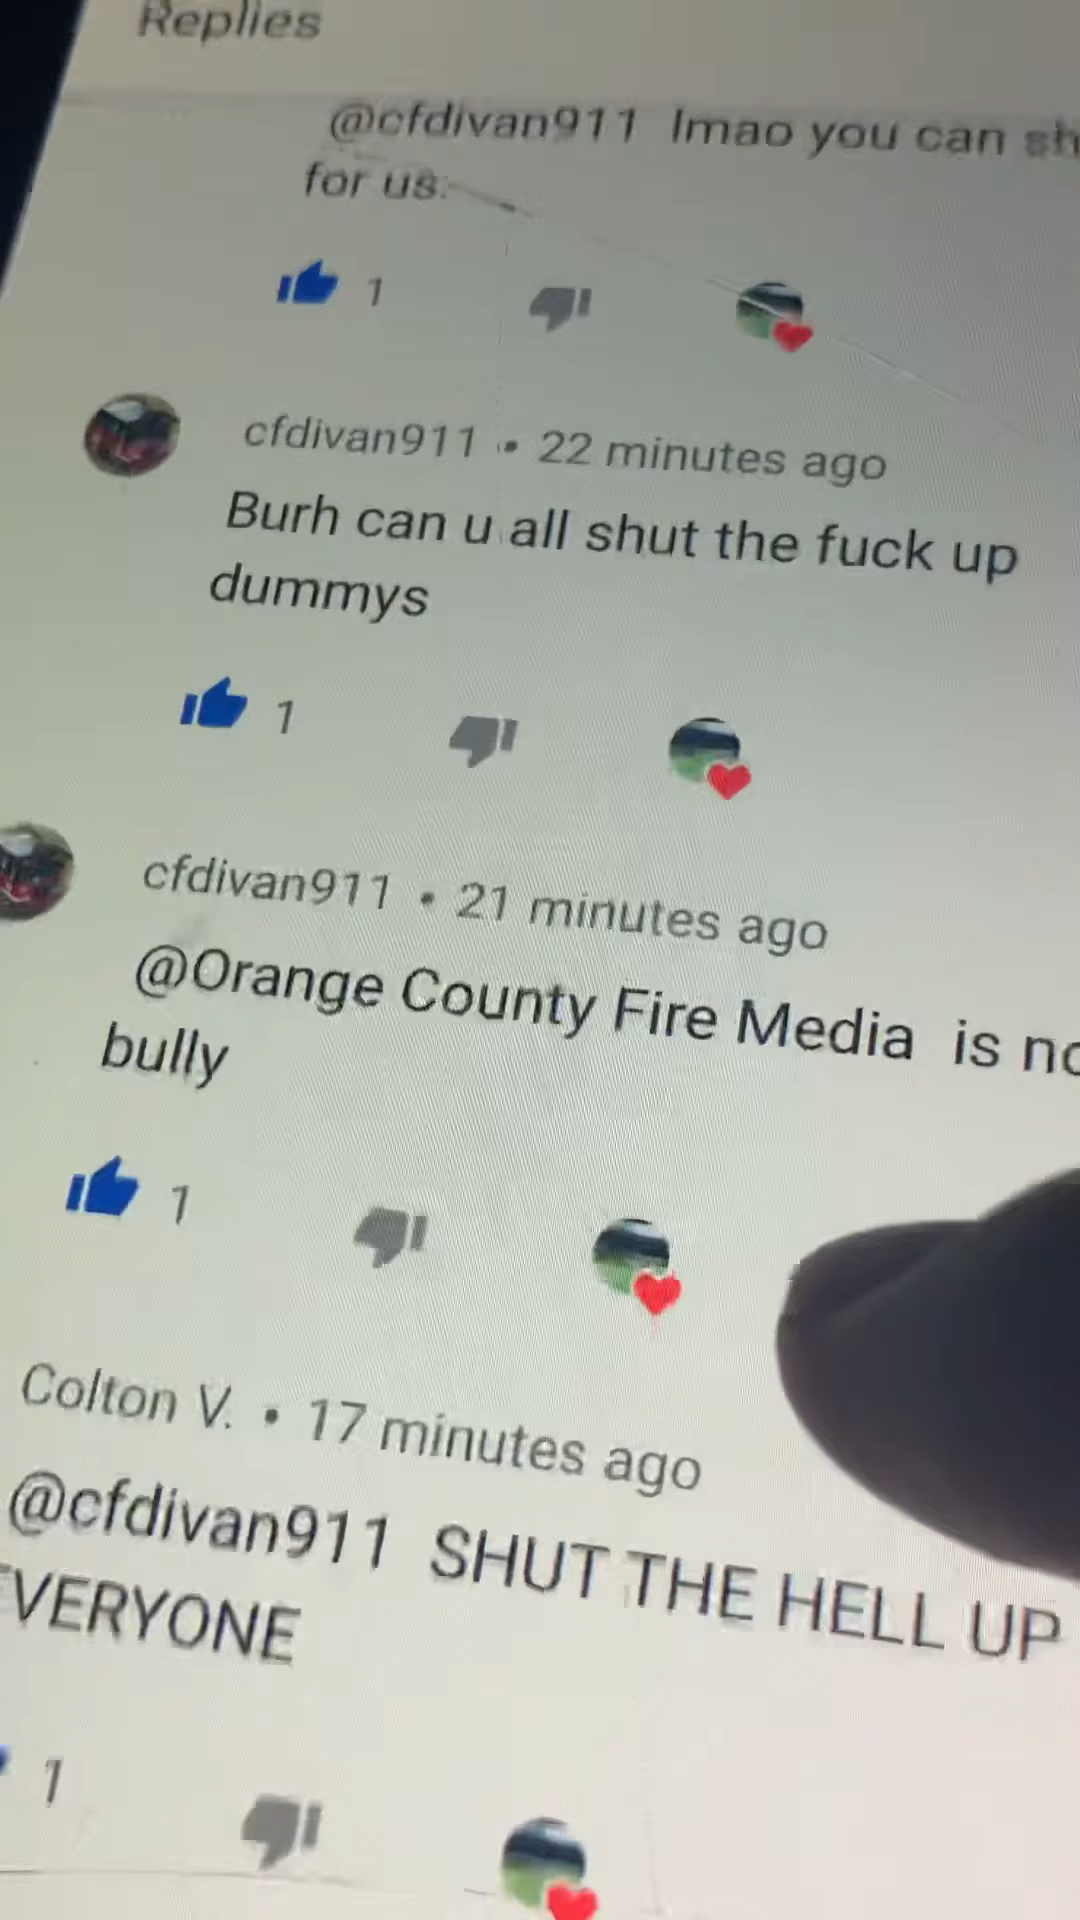 Replies
@cfdivan911 lmao you can
for us.
1
cfdivan911 • 22 minutes ago
Burh can u all shut the fuck up
dummys
1
cfdivan911 • 21 minutes ago
@Orange County Fire Media is
bully
1
Colton V. • 17 minutes ago
@cfdivan911 SHUT THE HELL UP
VERYONE
1